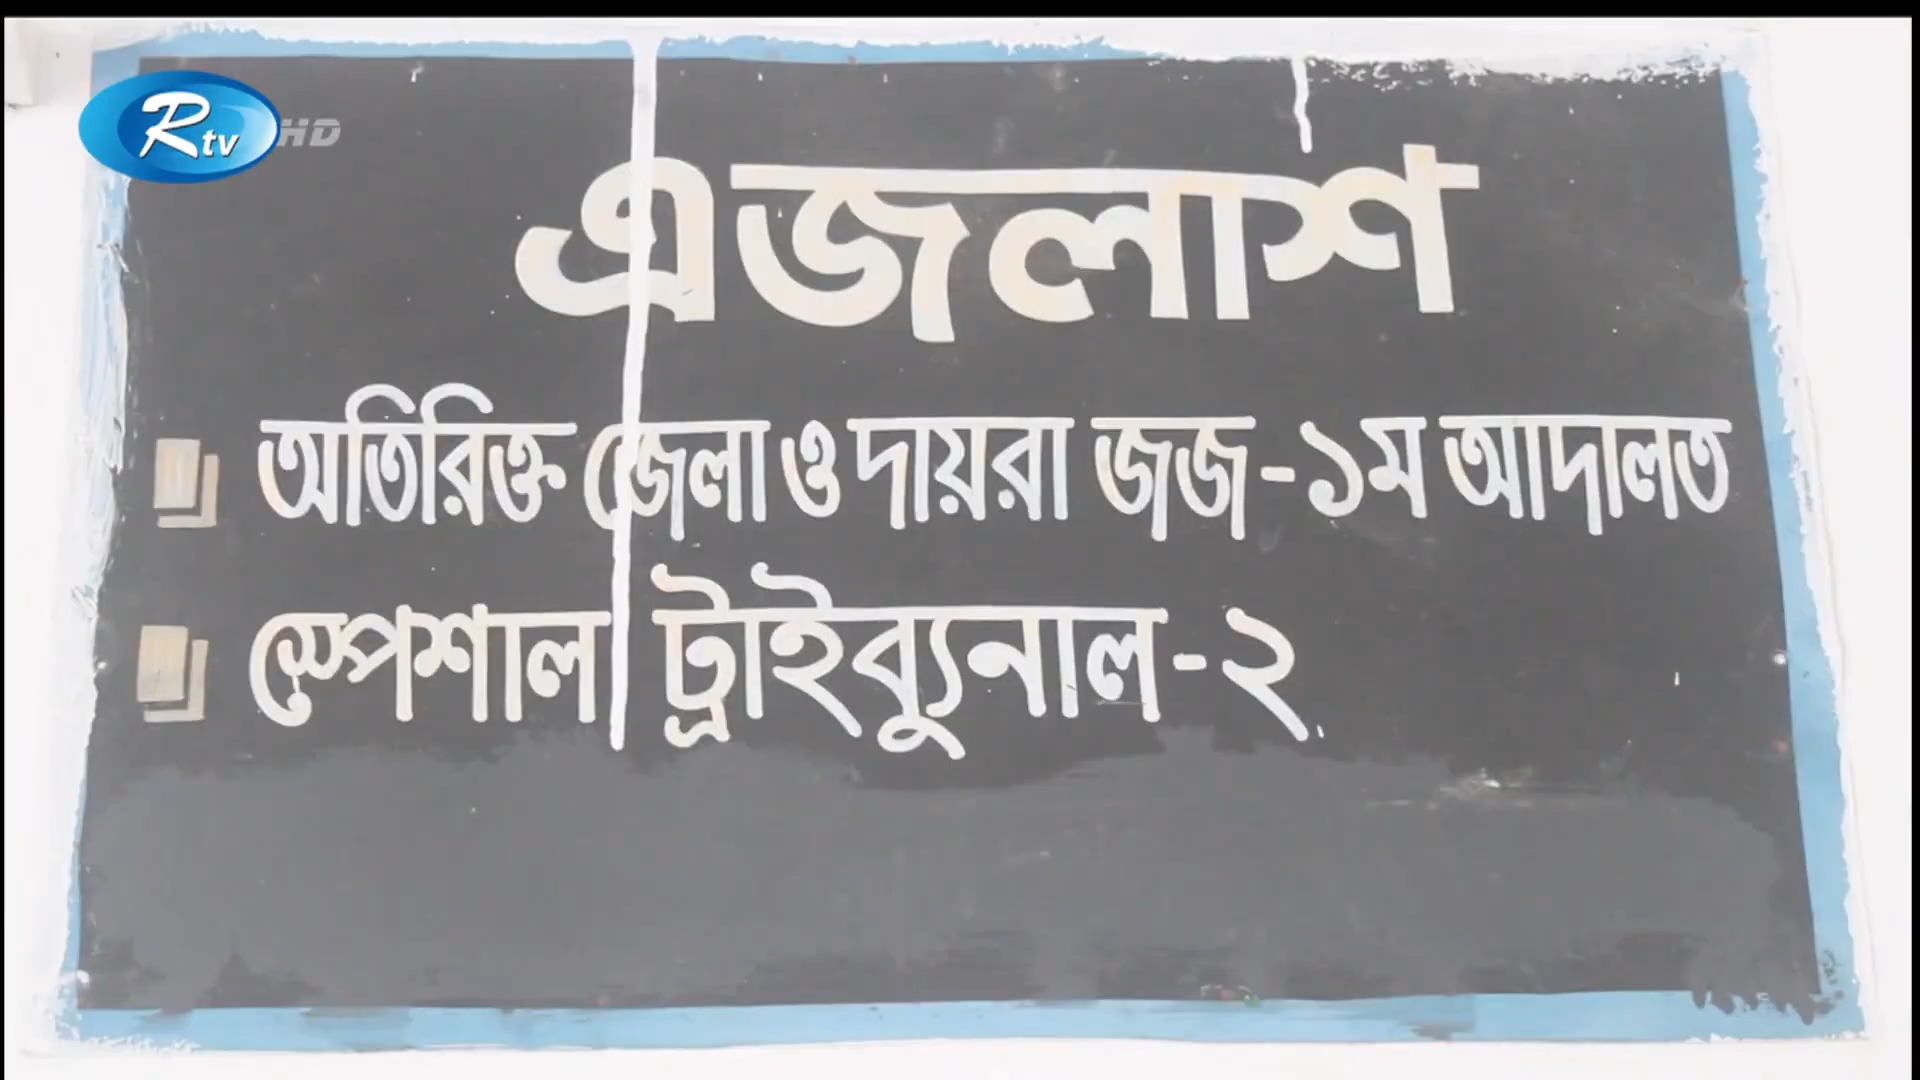 Rtv HD
এজলাশ
অতিরিক্ত জেলা ও দায়রা জজ-১ম আদালত
স্পেশাল ট্রাইব্যুনাল-২